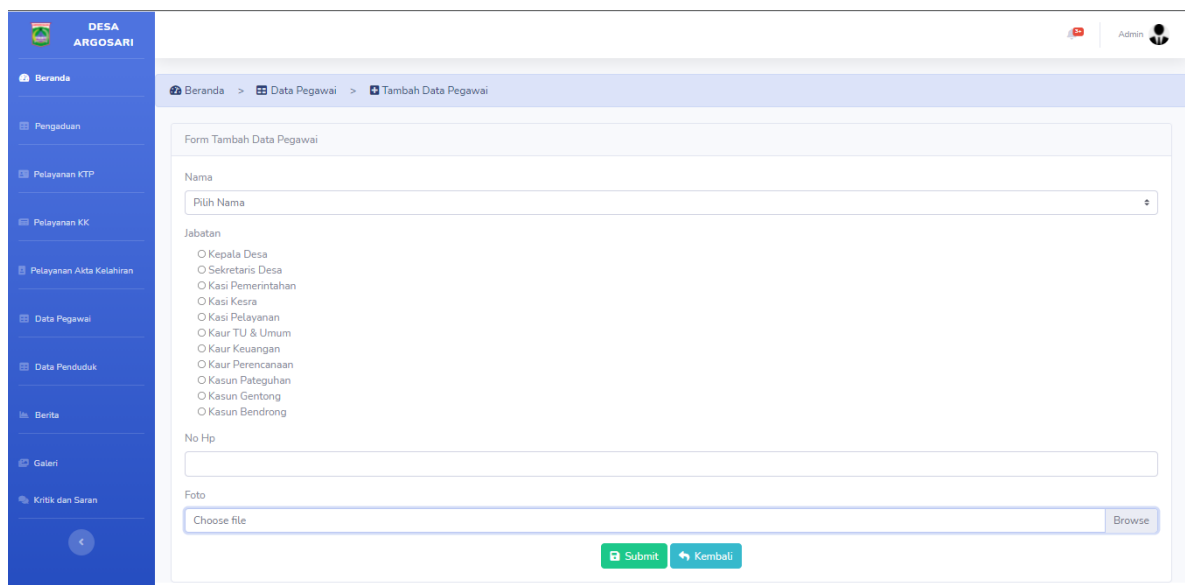 DESA
ARGOSARI
3+
Admin
Beranda
Pengaduan
Pelayanan KTP
Pelayanan KK
Pelayanan Akta Kelahiran
Data Pegawai
Data Penduduk
Berita
Galeri
Kritik dan Saran
Beranda > Data Pegawai > Tambah Data Pegawai
Form Tambah Data Pegawai
Nama
Pilih Nama
Jabatan
Kepala Desa
Sekretaris Desa
Kasi Pemerintahan
Kasi Kesra
Kasi Pelayanan
Kaur TU & Umum
Kaur Keuangan
Kaur Perencanaan
Kasun Pateguhan
Kasun Gentong
Kasun Bendrong
No Hp
Foto
Choose file Browse
Submit Kembali